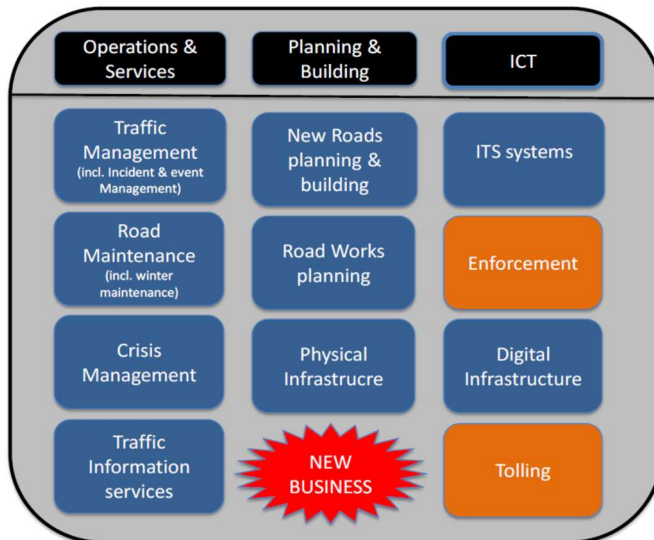 Operations &
Services
Planning &
Building
ICT
Traffic
Management
(incl. Incident & event
Management)
New Roads
planning &
building
ITS systems
Road
Maintenance
(incl. winter
maintenance)
Road Works
planning
Enforcement
Crisis
Management
Physical
Infrastrucre
Digital
Infrastructure
Traffic
Information
services
NEW
BUSINESS
Tolling